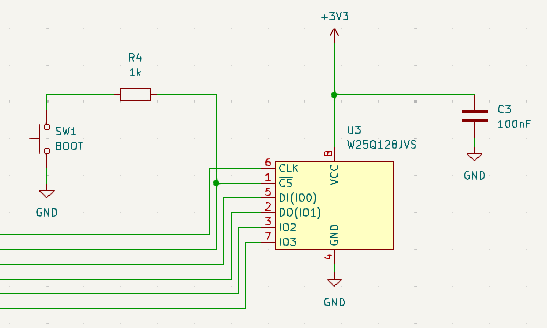 +3V3
R4
1k
C3
100nF
SW1
BOOT
U3
W25Q128JVS
GND
8
VCC
6 CLK
1 CS
5 DI(IO0)
2 DO(IO1)
3 IO2
7 IO3
GND
4
GND
GND